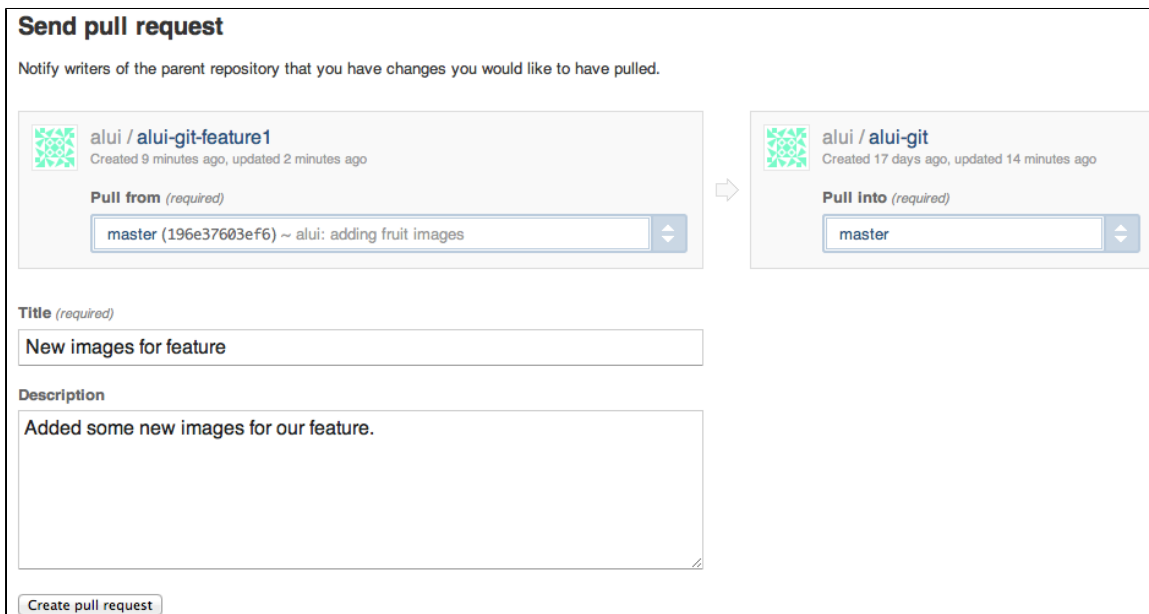 Send pull request
Notify writers of the parent repository that you have changes you would like to have pulled.
alui / alui-git-feature1
Created 9 minutes ago, updated 2 minutes ago
Pull from (required)
master (196e37603ef6) ~ alui: adding fruit images
alui / alui-git
Created 17 days ago, updated 14 minutes ago
Pull into (required)
master
Title (required)
New images for feature
Description
Added some new images for our feature.
Create pull request